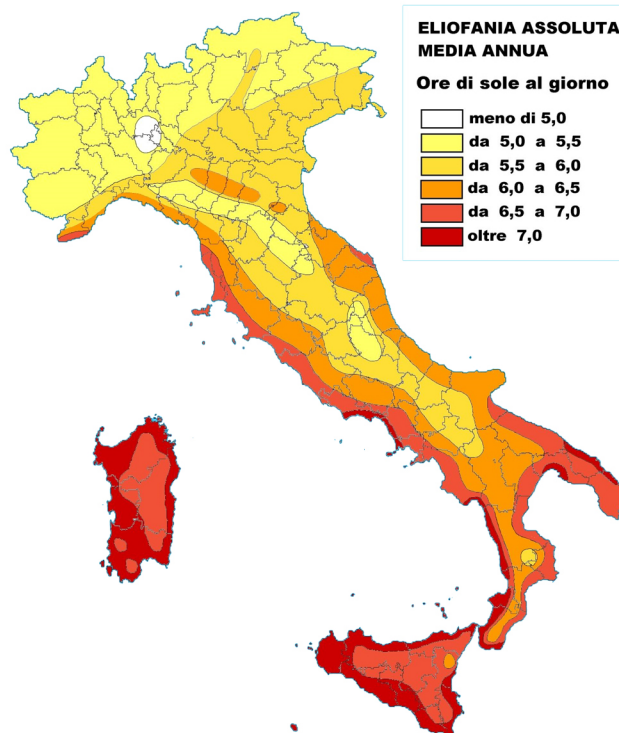 ELIOFANIA ASSOLUTA
MEDIA ANNUA
Ore di sole al giorno
meno di 5,0
da 5,0 a 5,5
da 5,5 a 6,0
da 6,0 a 6,5
da 6,5 a 7,0
oltre 7,0